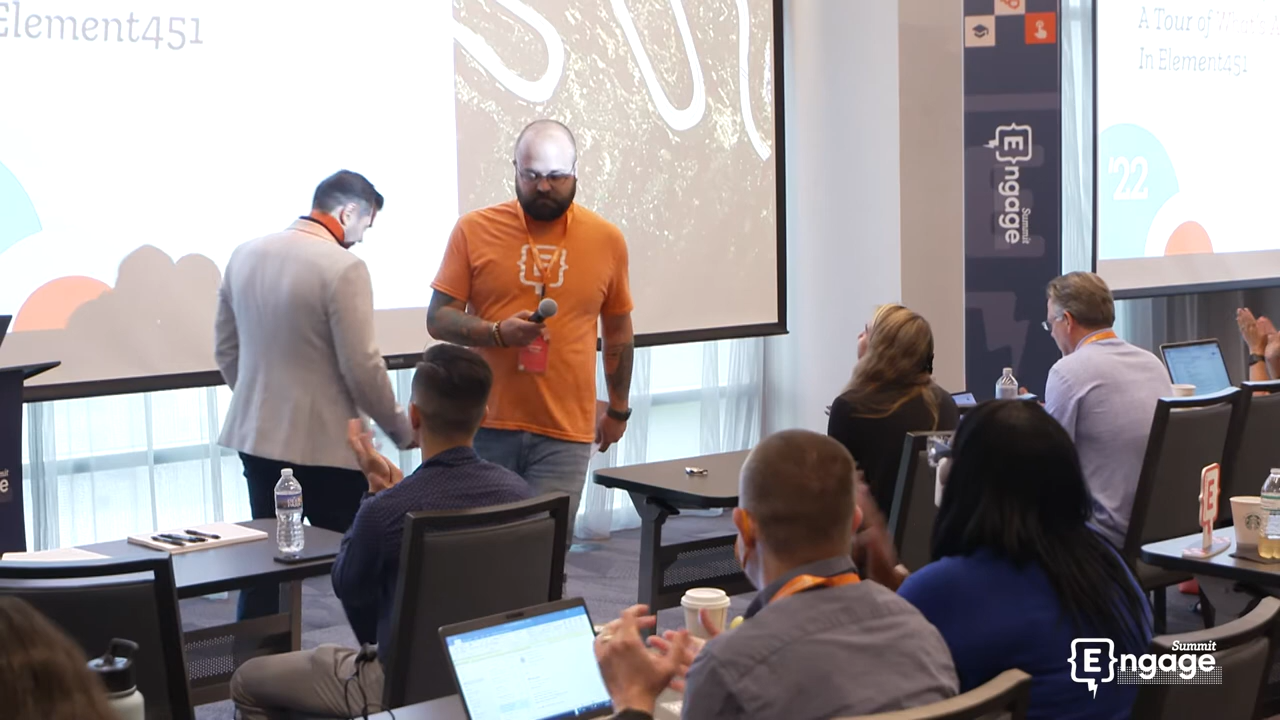 Element451
A Tour of What's
In Element451
'22
Engage
Summit
E
E
Engage
Summit